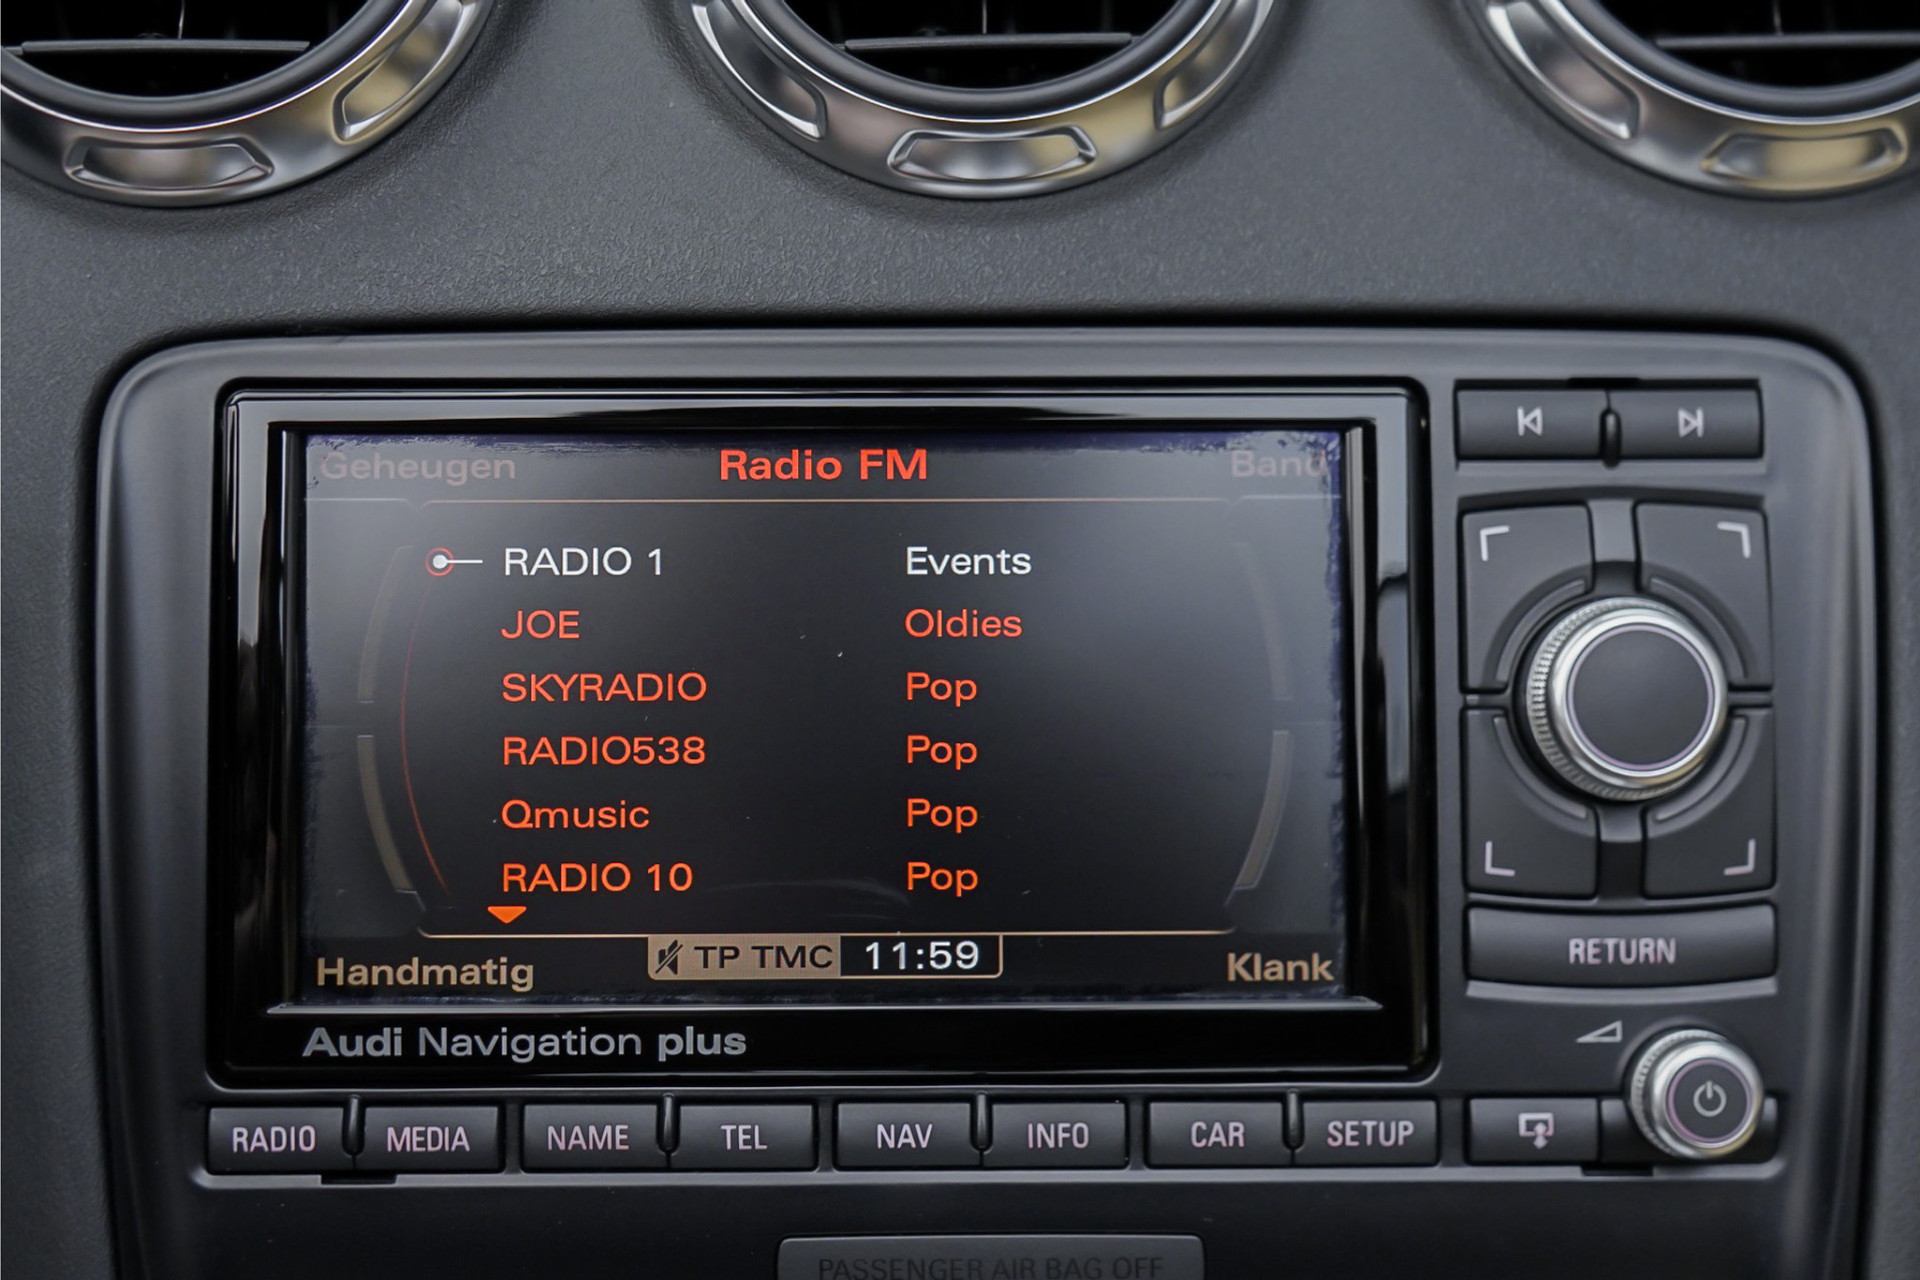 Geheugen Radio FM Band
RADIO 1 Events
JOE Oldies
SKYRADIO Pop
RADIO538 Pop
Qmusic Pop
RADIO 10 Pop
Handmatig TP TMC 11:59 Klank
Audi Navigation plus
RETURN
RADIO MEDIA NAME TEL NAV INFO CAR SETUP
PASSENGER AIR BAG OFF